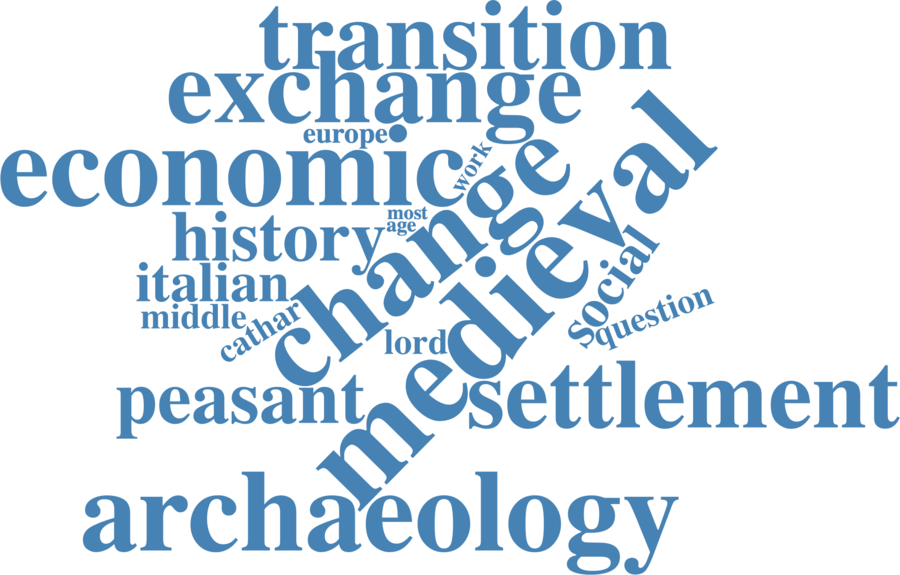 transition
exchange
europe
economic
work
change
medieval
most
age
history
social
italian
question
middle
cathar
lord
peasant
settlement
archaeology